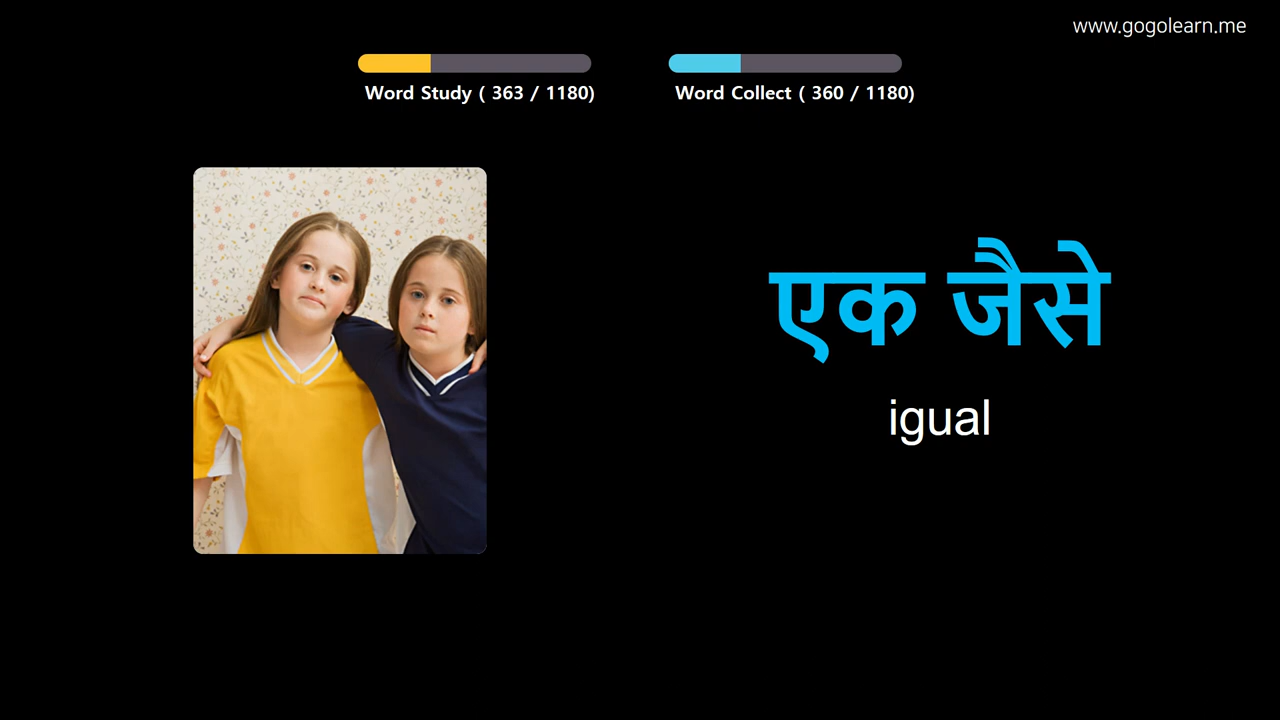 www.gogolearn.me
Word Study ( 363 / 1180)
Word Collect ( 360 / 1180)
एक जैसे
igual